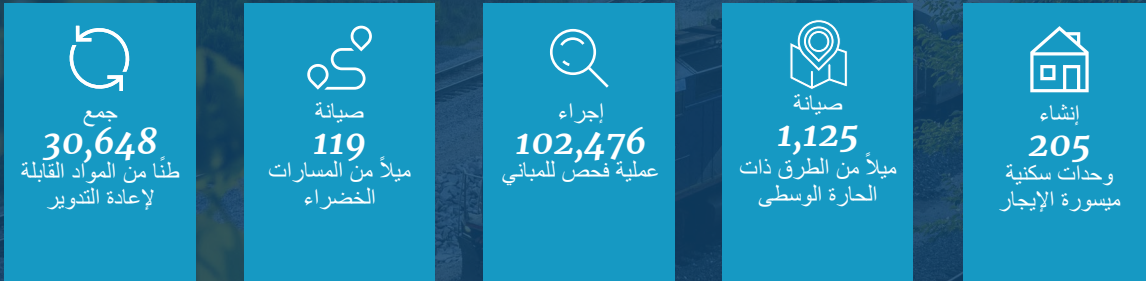 إنشاء
205
وحدات سكنية
ميسورة الإيجار
صيانة
1,125
ميلاً من الطرق ذات
الحارة الوسطى
إجراء
102,476
عملية فحص للمباني
صيانة
119
ميلاً من المسارات
الخضراء
جمع
30,648
طنًا من المواد القابلة
لإعادة التدوير